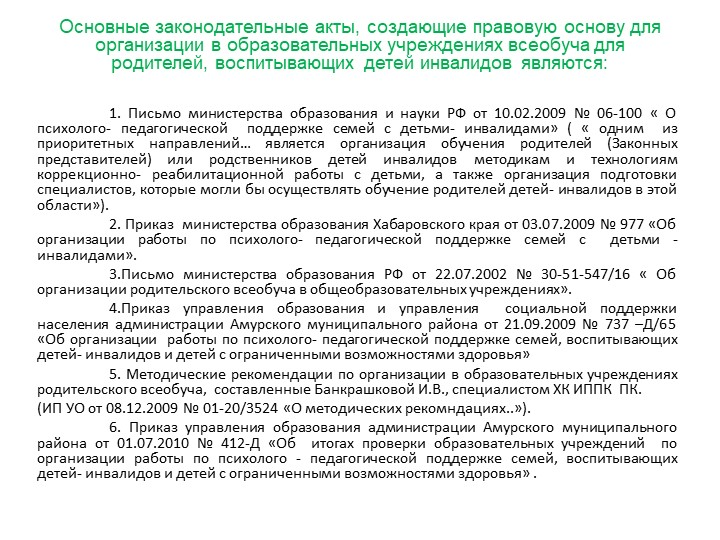 Основные законодательные акты, создающие правовую основу для
организации в образовательных учреждениях всеобуча для
родителей, воспитывающих детей инвалидов являются:
1. Письмо министерства образования и науки РФ от 10.02.2009 № 06-100 « О
психолого- педагогической поддержке семей с детьми- инвалидами» ( « одним из
приоритетных направлений… является организация обучения родителей (Законных
представителей) или родственников детей инвалидов методикам и технологиям
коррекционно- реабилитационной работы с детьми, а также организация подготовки
специалистов, которые могли бы осуществлять обучение родителей детей- инвалидов в этой
области»).
2. Приказ министерства образования Хабаровского края от 03.07.2009 № 977 «Об
организации работы по психолого- педагогической поддержке семей с детьми -
инвалидами».
3.Письмо министерства образования РФ от 22.07.2002 № 30-51-547/16 « Об
организации родительского всеобуча в общеобразовательных учреждениях».
4.Приказ управления образования и управления социальной поддержки
населения администрации Амурского муниципального района от 21.09.2009 № 737 –Д/65
«Об организации работы по психолого- педагогической поддержке семей, воспитывающих
детей- инвалидов и детей с ограниченными возможностями здоровья»
5. Методические рекомендации по организации в образовательных учреждениях
родительского всеобуча, составленные Банкрашковой И.В., специалистом ХК ИППК ПК.
(ИП УО от 08.12.2009 № 01-20/3524 «О методических рекомндациях..»).
6. Приказ управления образования администрации Амурского муниципального
района от 01.07.2010 № 412-Д «Об итогах проверки образовательных учреждений по
организации работы по психолого - педагогической поддержке семей, воспитывающих
детей- инвалидов и детей с ограниченными возможностями здоровья» .